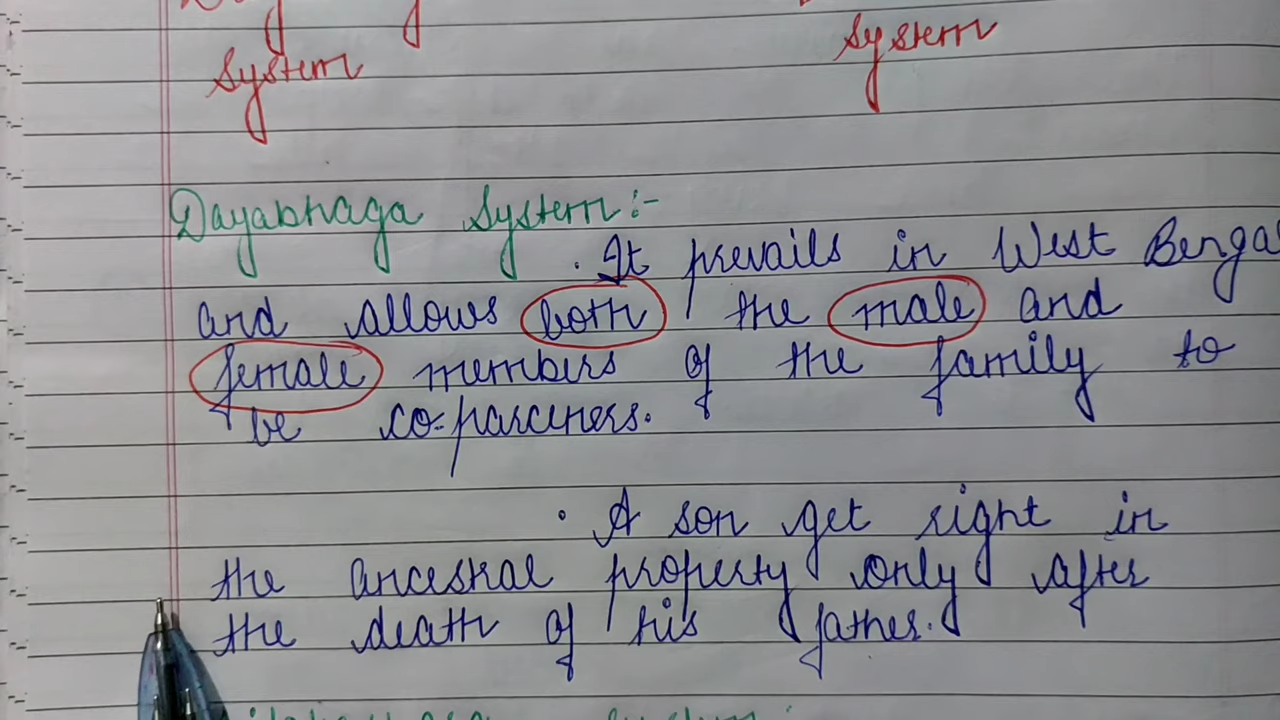 System System
Dayabhaga System:-
. It prevails in West Benga
and allows both the male and
female members of the family to
be co-parceners.
. A son get right in
the ancestral property only after
the death of his father.
System: